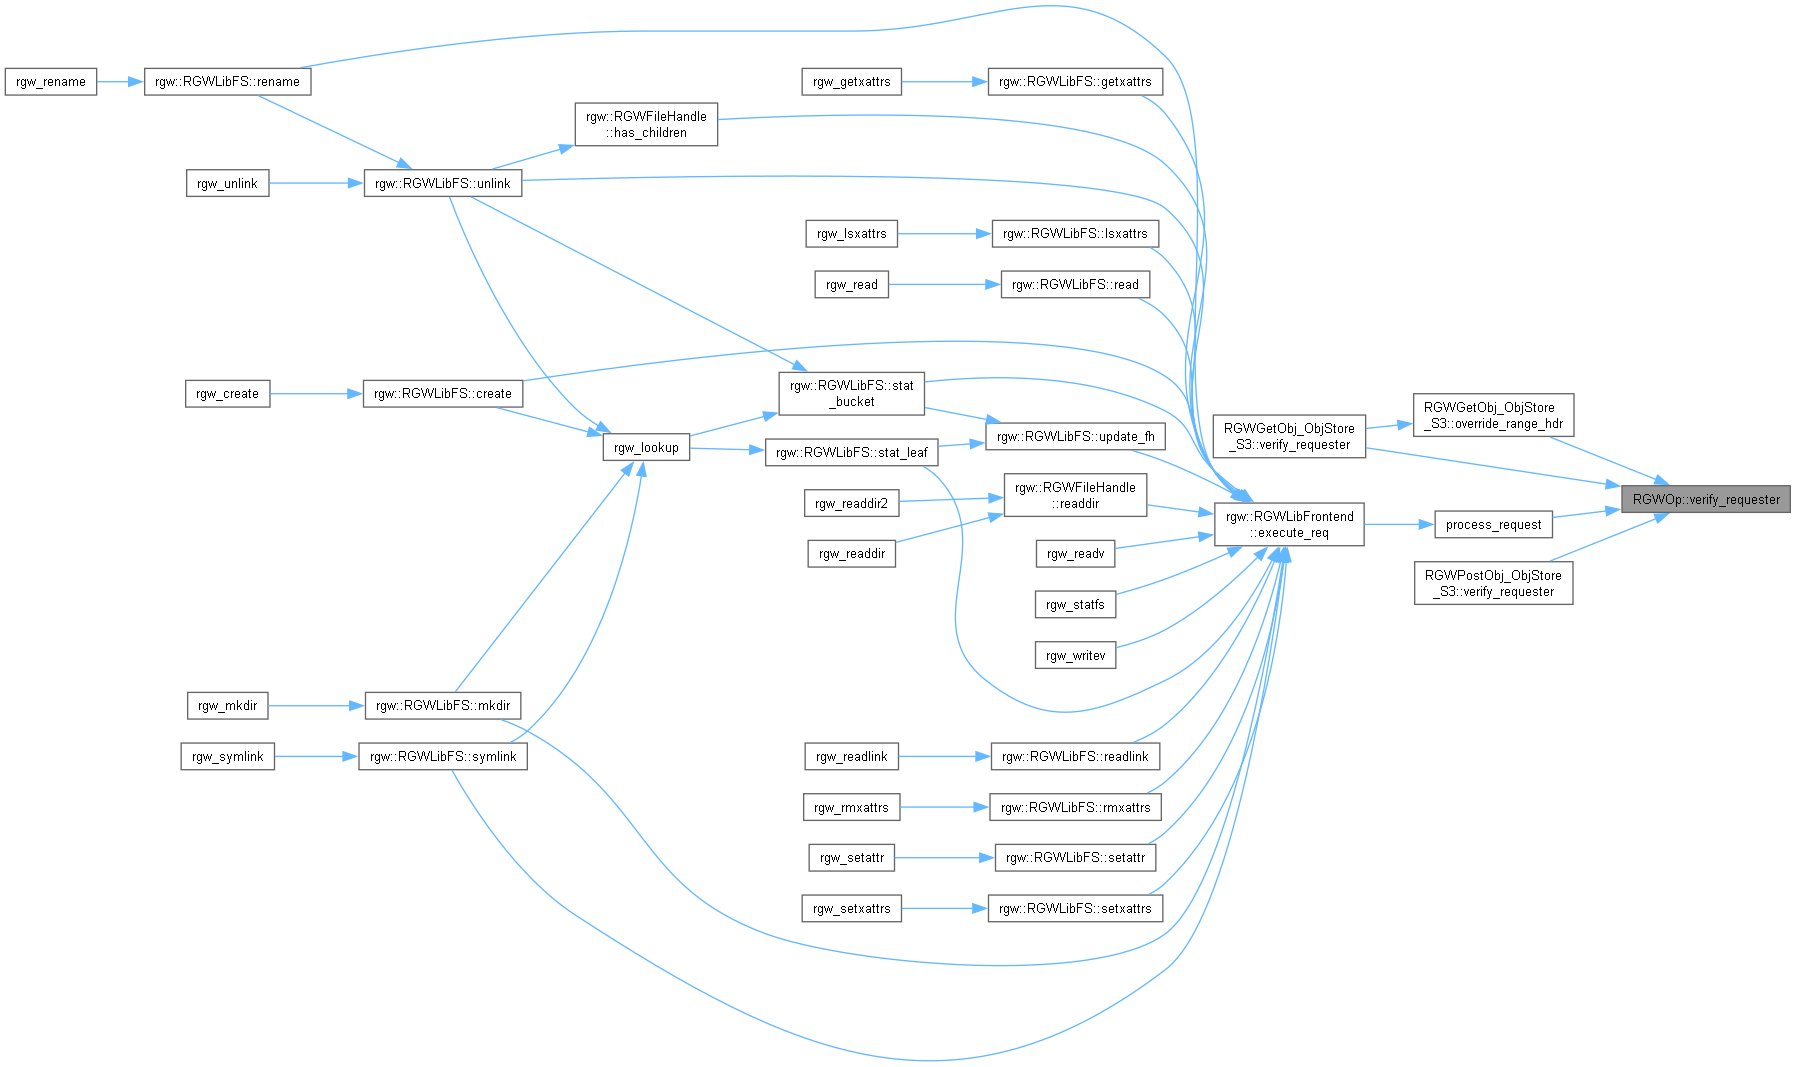 rgw_rename
rgw::RGWLibFS::rename
rgw_getxattrs
rgw::RGWLibFS::getxattrs
rgw::RGWFileHandle
::has_children
rgw_unlink
rgw::RGWLibFS::unlink
rgw_lsxattrs
rgw::RGWLibFS::lsxattrs
rgw_read
rgw::RGWLibFS::read
rgw_create
rgw::RGWLibFS::create
rgw::RGWLibFS::stat
_bucket
rgw_lookup
rgw::RGWLibFS::stat_leaf
rgw::RGWLibFS::update_fh
RGWGetObj_ObjStore
_S3::verify_requester
RGWGetObj_ObjStore
_S3::override_range_hdr
rgw_readdir2
rgw::RGWFileHandle
::readdir
rgw_readdir
rgw::RGWLibFrontend
::execute_req
process_request
RGWOp::verify_requester
rgw_readv
rgw_statfs
rgw_writev
RGWPostObj_ObjStore
_S3::verify_requester
rgw_mkdir
rgw::RGWLibFS::mkdir
rgw_symlink
rgw::RGWLibFS::symlink
rgw_readlink
rgw::RGWLibFS::readlink
rgw_rmxattrs
rgw::RGWLibFS::rmxattrs
rgw_setattr
rgw::RGWLibFS::setattr
rgw_setxattrs
rgw::RGWLibFS::setxattrs